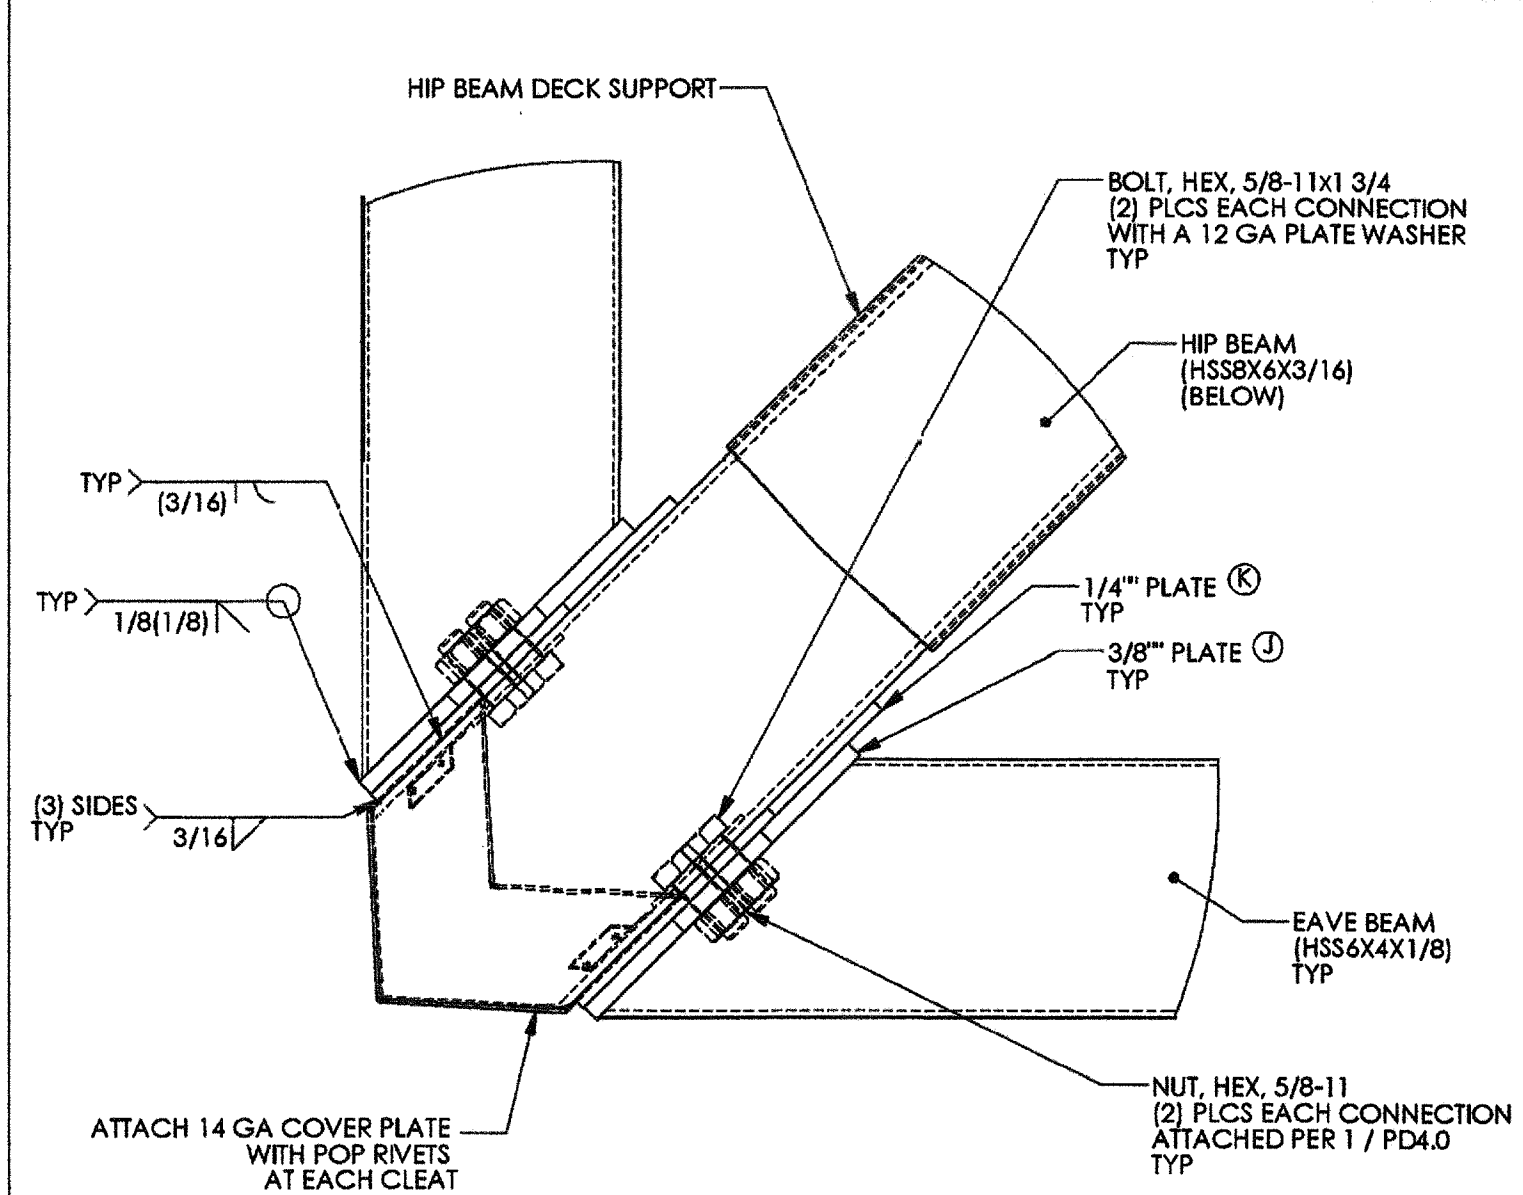 HIP BEAM DECK SUPPORT
BOLT, HEX, 5/8-11x1 3/4
(2) PLCS EACH CONNECTION
WITH A 12 GA PLATE WASHER
TYP
HIP BEAM
(HSS8X6X3/16)
(BELOW)
TYP
(3/16)
TYP
1/8(1/8)
1/4"" PLATE K
TYP
3/8"" PLATE J
TYP
(3) SIDES
TYP
3/16
EAVE BEAM
(HSS6X4X1/8)
TYP
NUT, HEX, 5/8-11
(2) PLCS EACH CONNECTION
ATTACHED PER 1 / PD4.0
TYP
ATTACH 14 GA COVER PLATE
WITH POP RIVETS
AT EACH CLEAT